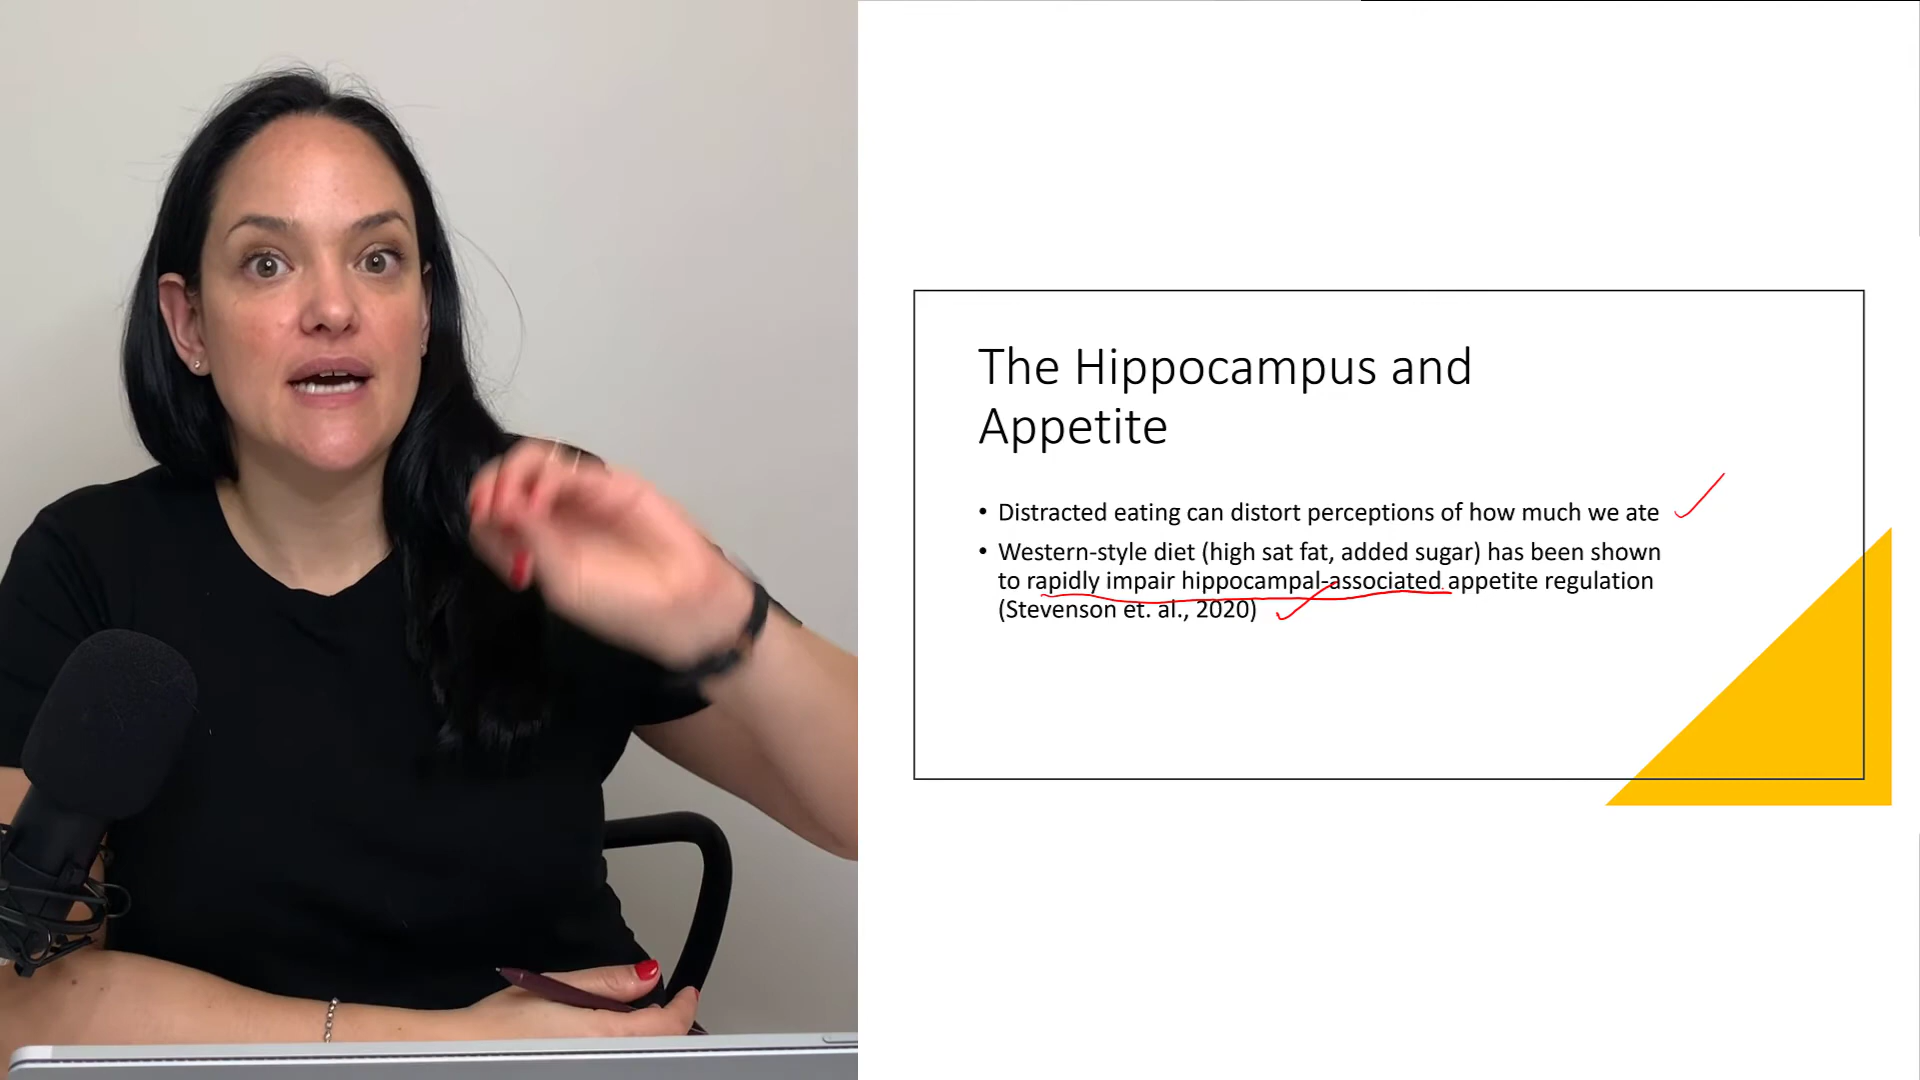 The Hippocampus and
Appetite
• Distracted eating can distort perceptions of how much we ate
• Western-style diet (high sat fat, added sugar) has been shown
to rapidly impair hippocampal-associated appetite regulation
(Stevenson et. al., 2020)